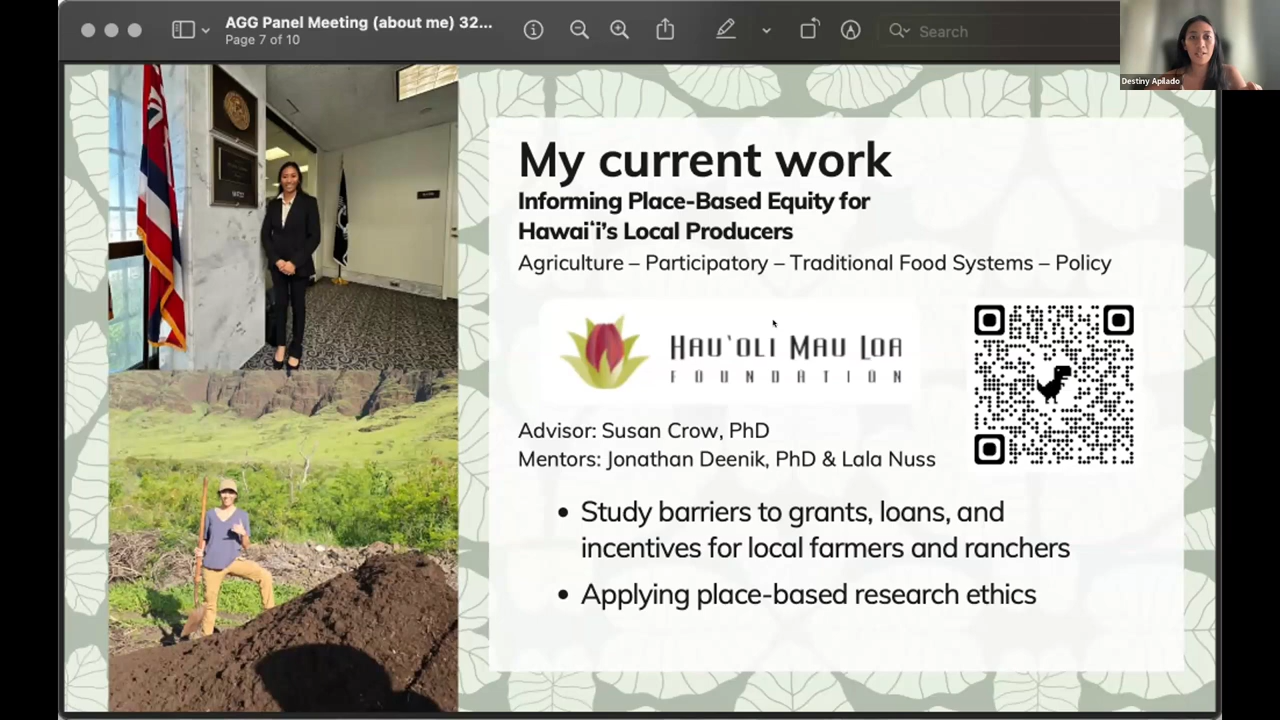 AGG Panel Meeting (about me) 32...
Page 7 of 10
Search
Destiny Apilado
My current work
Informing Place-Based Equity for
Hawaiʻi’s Local Producers
Agriculture – Participatory – Traditional Food Systems – Policy
HAU'OLI MAU LOA
FOUNDATION
Advisor: Susan Crow, PhD
Mentors: Jonathan Deenik, PhD & Lala Nuss
• Study barriers to grants, loans, and
incentives for local farmers and ranchers
• Applying place-based research ethics